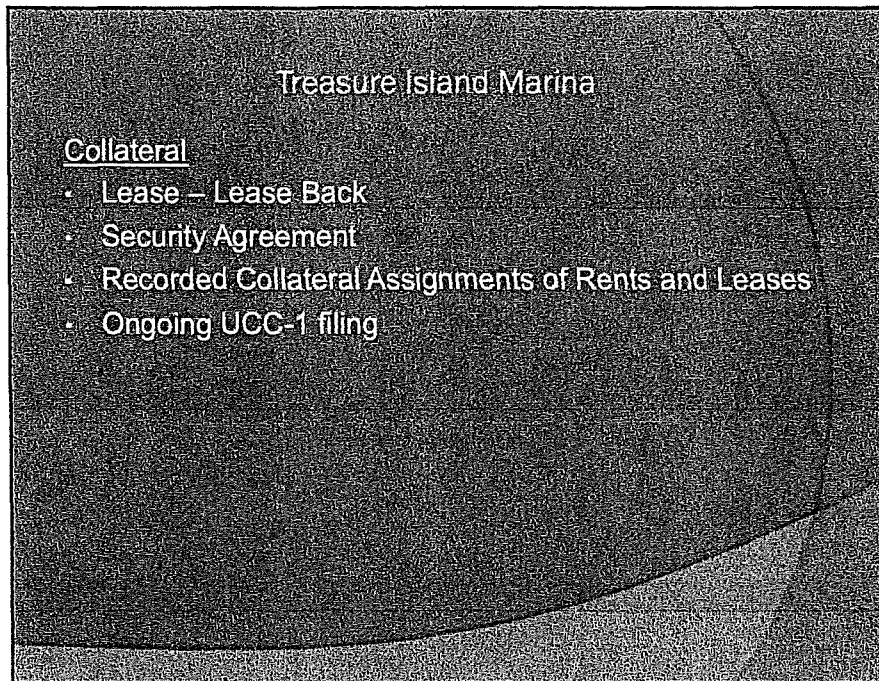 Treasure Island Marina
Collateral
• Lease – Lease Back
• Security Agreement
• Recorded Collateral Assignments of Rents and Leases
• Ongoing UCC-1 filing